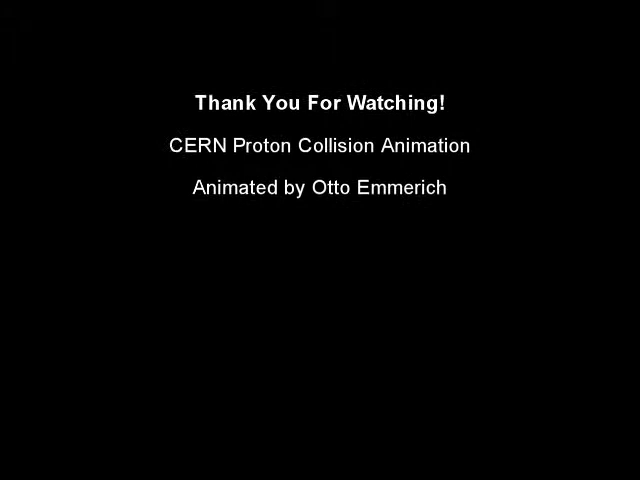 Thank You For Watching!
CERN Proton Collision Animation
Animated by Otto Emmerich